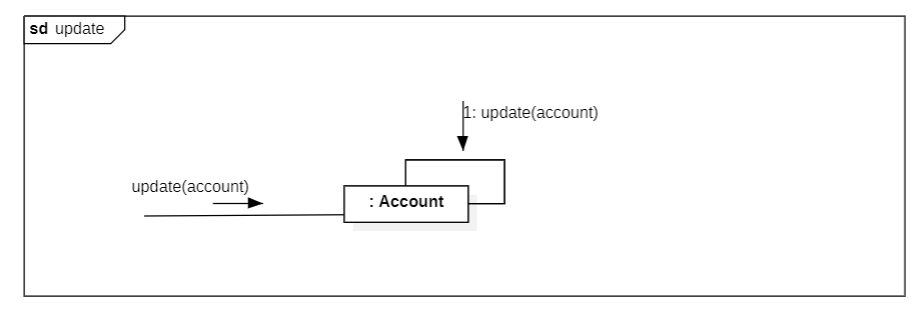 sd update
1: update(account)
update(account)
: Account